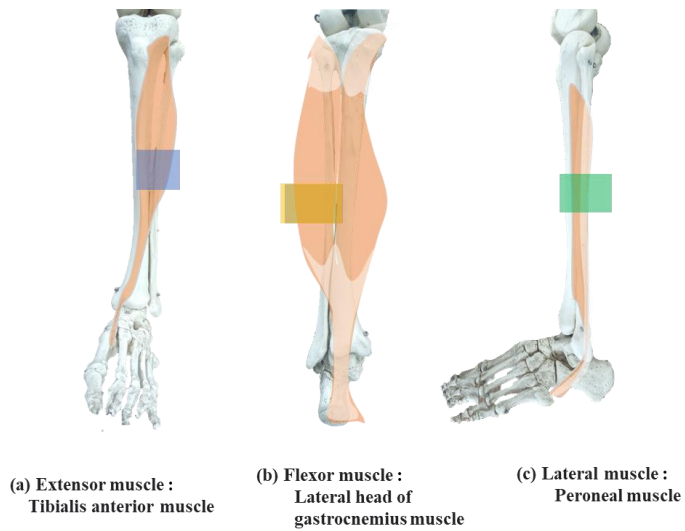 (a) Extensor muscle :
Tibialis anterior muscle
(b) Flexor muscle :
Lateral head of
gastrocnemius muscle
(c) Lateral muscle :
Peroneal muscle